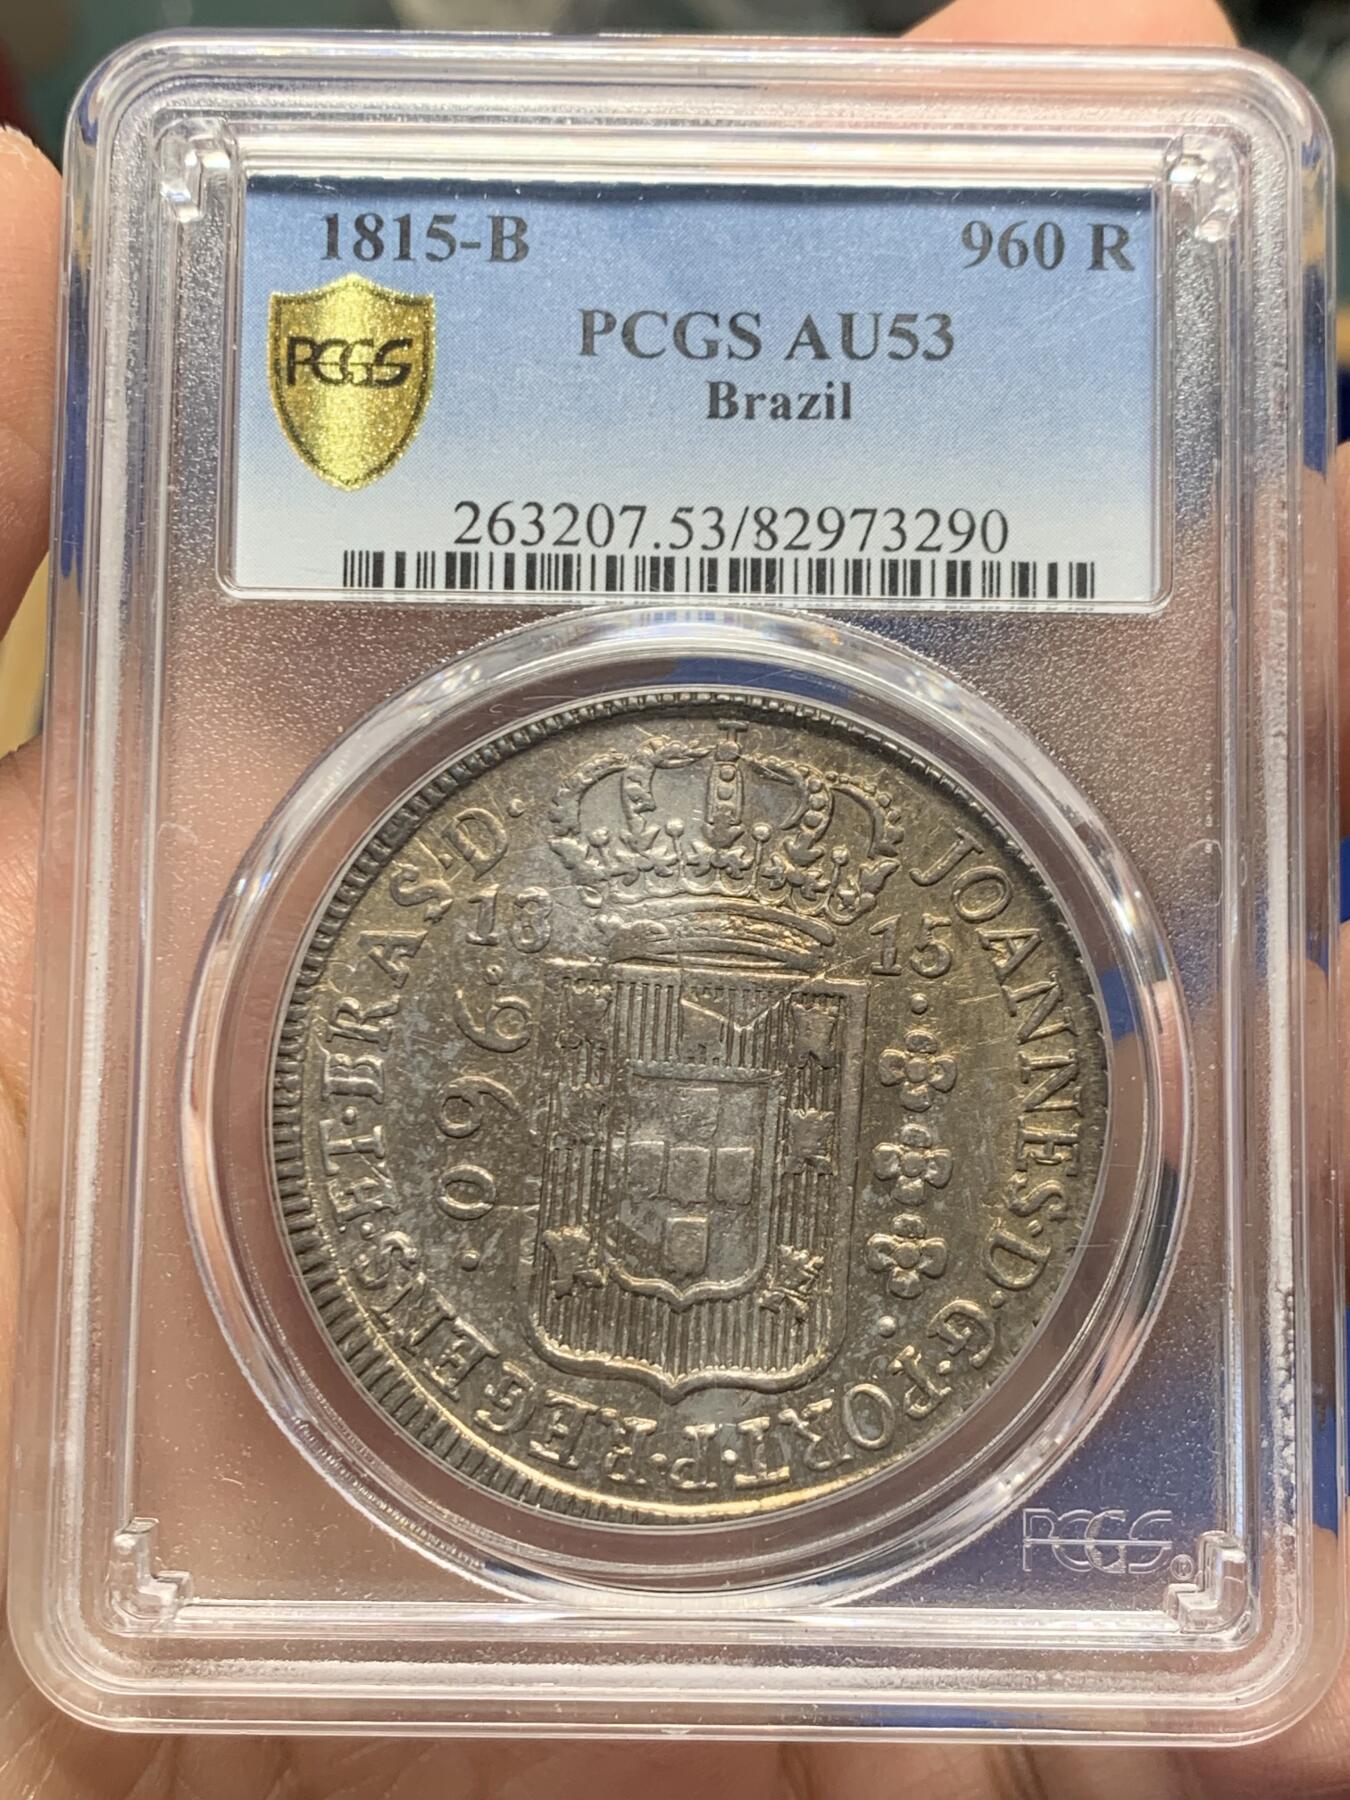 1815-B
960 R
PCGS
PCGS AU53
Brazil
263207.53/82973290
JOANNES·D·G·PORT·P·REGENS·ET·BRAS·D·
18 15
·960·
PCGS